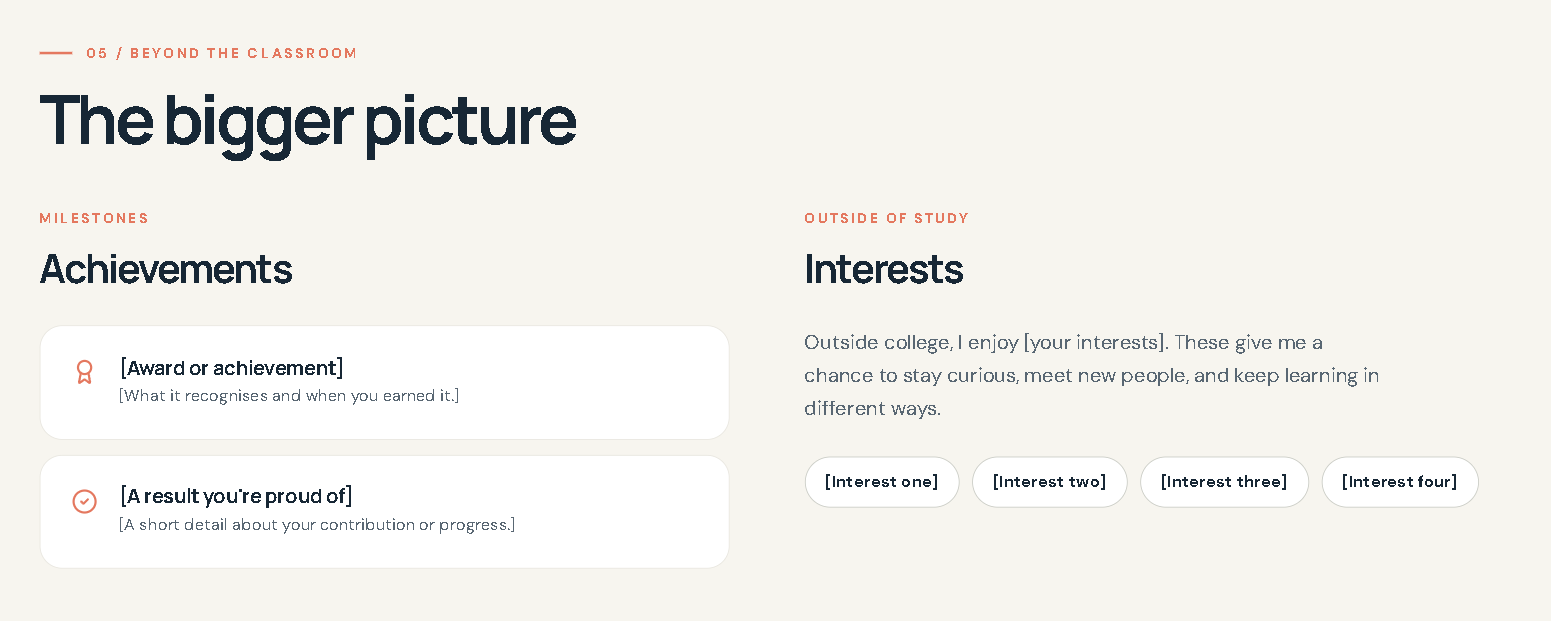 05 / BEYOND THE CLASSROOM
The bigger picture
MILESTONES
Achievements
[Award or achievement]
[What it recognises and when you earned it.]
[A result you're proud of]
[A short detail about your contribution or progress.]
OUTSIDE OF STUDY
Interests
Outside college, I enjoy [your interests]. These give me a
chance to stay curious, meet new people, and keep learning in
different ways.
[Interest one]
[Interest two]
[Interest three]
[Interest four]